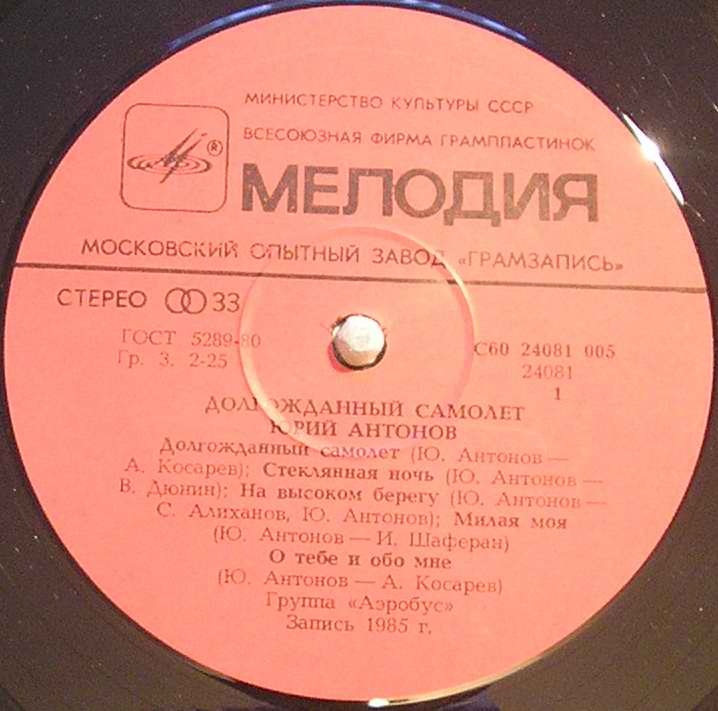 МИНИСТЕРСТВО КУЛЬТУРЫ СССР
ВСЕСОЮЗНАЯ ФИРМА ГРАМПЛАСТИНОК
®
МЕЛОДИЯ
МОСКОВСКИЙ ОПЫТНЫЙ ЗАВОД «ГРАМЗАПИСЬ»
СТЕРЕО 33
ГОСТ 5289-80
Гр. 3. 2-25
С60 24081 005
24081
1
ДОЛГОЖДАННЫЙ САМОЛЕТ
ЮРИЙ АНТОНОВ
Долгожданный самолет (Ю. Антонов —
А. Косарев); Стеклянная ночь (Ю. Антонов —
В. Дюнин); На высоком берегу (Ю. Антонов —
С. Алиханов, Ю. Антонов); Милая моя
(Ю. Антонов — И. Шаферан)
О тебе и обо мне
(Ю. Антонов — А. Косарев)
Группа «Аэробус»
Запись 1985 г.